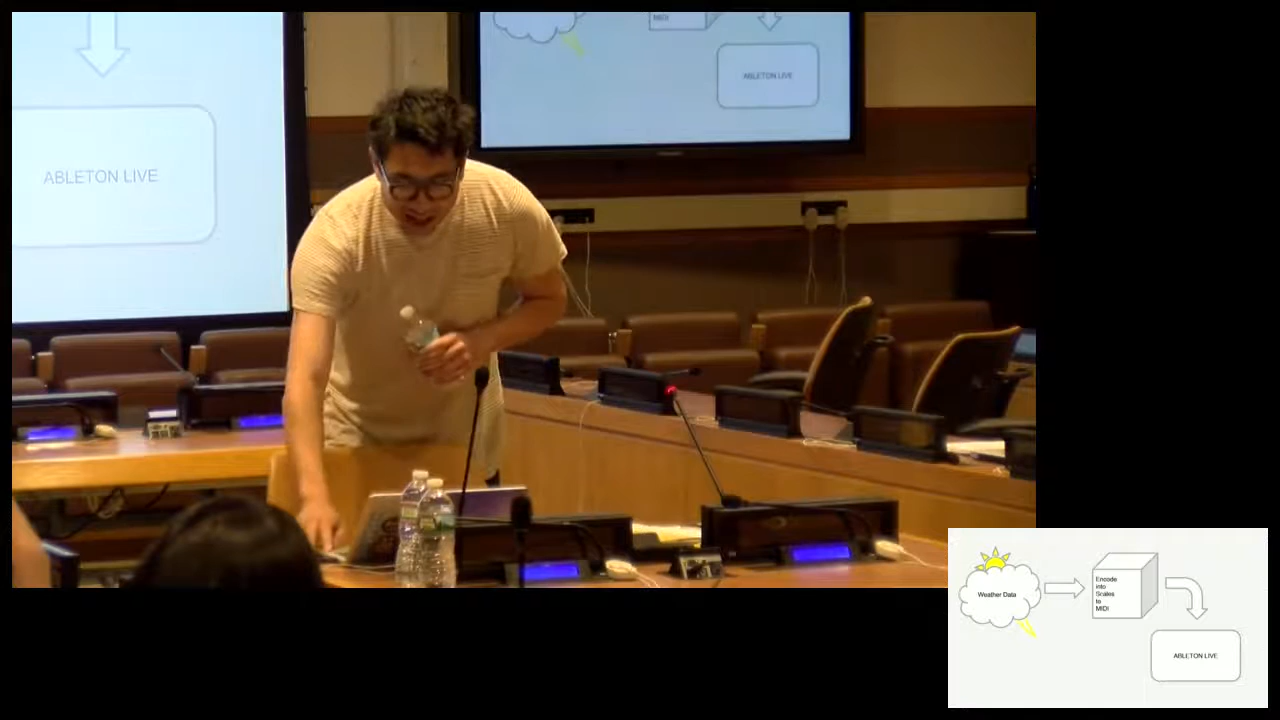 ABLETON LIVE
MIDI
ABLETON LIVE
Weather Data
Encode
into
Scales
to
MIDI
ABLETON LIVE